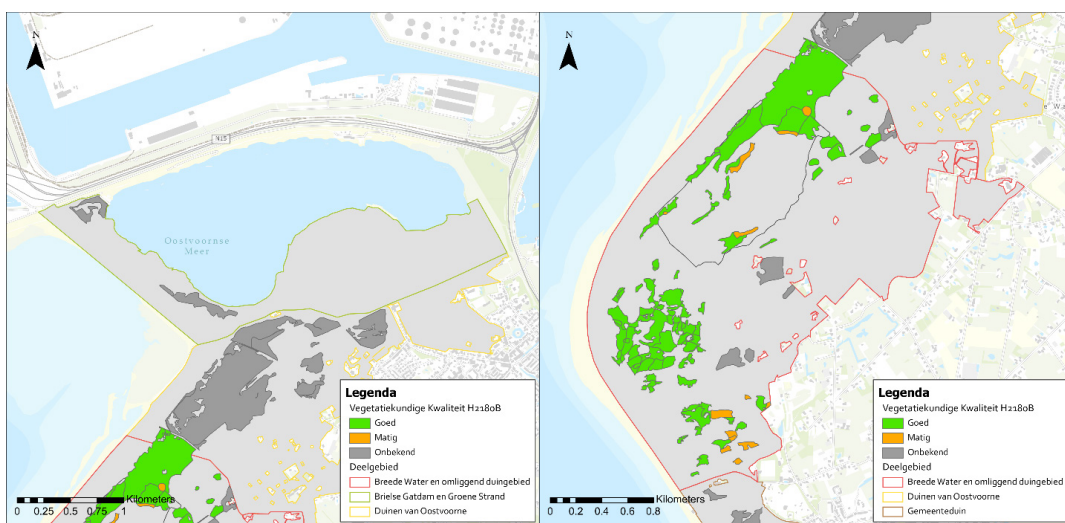 N
N15
Oostvoornse
Meer
Legenda
Vegetatiekundige Kwaliteit H2180B
Goed
Matig
Onbekend
Deelgebied
Breede Water en omliggend duingebied
Brielse Gatdam en Groene Strand
Duinen van Oostvoorne
Kilometers
0 0.25 0.5 0.75 1
N
Legenda
Vegetatiekundige Kwaliteit H2180B
Goed
Matig
Onbekend
Deelgebied
Breede Water en omliggend duingebied
Duinen van Oostvoorne
Gemeenteduin
Kilometers
0 0.2 0.4 0.6 0.8